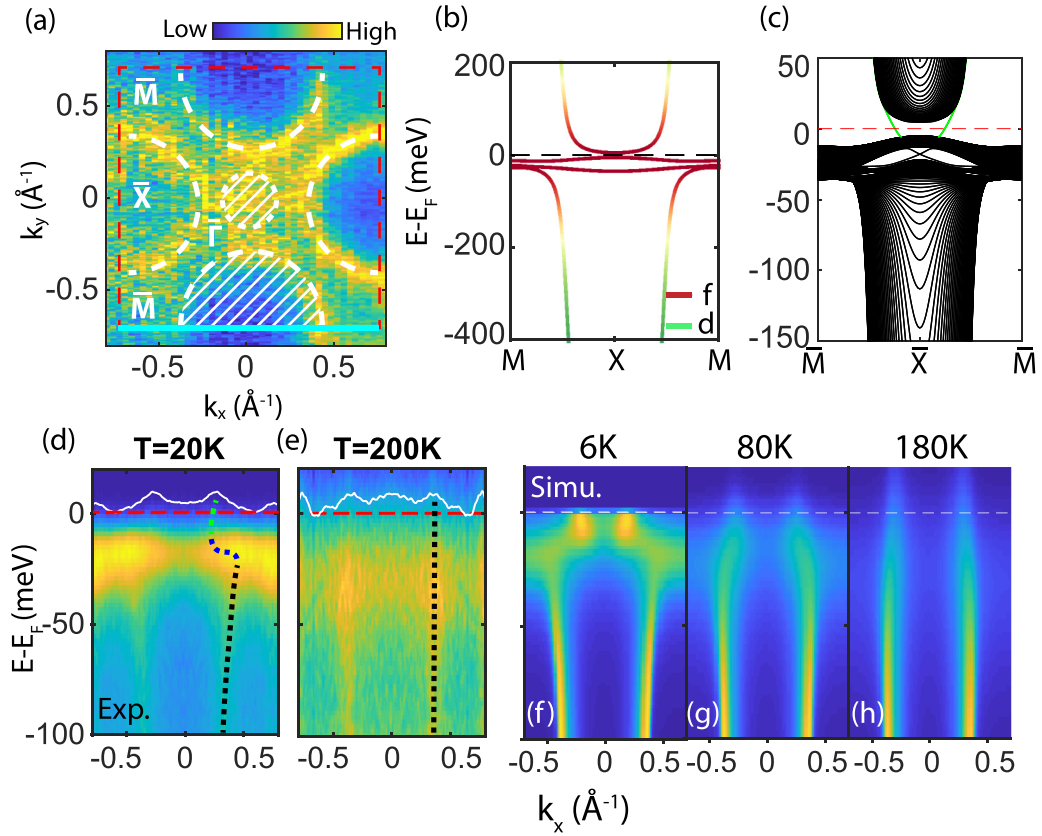 (a)
Low High
M̅
X̅
Γ̅
M̅
0.5
0
-0.5
k_y (Å⁻¹)
-0.5 0 0.5
k_x (Å⁻¹)
(b)
200
0
-200
-400
E-E_F (meV)
f
d
M X M
(c)
50
0
-50
-100
-150
M̅ X̅ M̅
(d) T=20K
0
-50
-100
E-E_F (meV)
Exp.
-0.5 0 0.5
(e) T=200K
-0.5 0 0.5
6K 80K 180K
Simu.
(f) (g) (h)
-0.5 0 0.5 -0.5 0 0.5 -0.5 0 0.5
k_x (Å⁻¹)